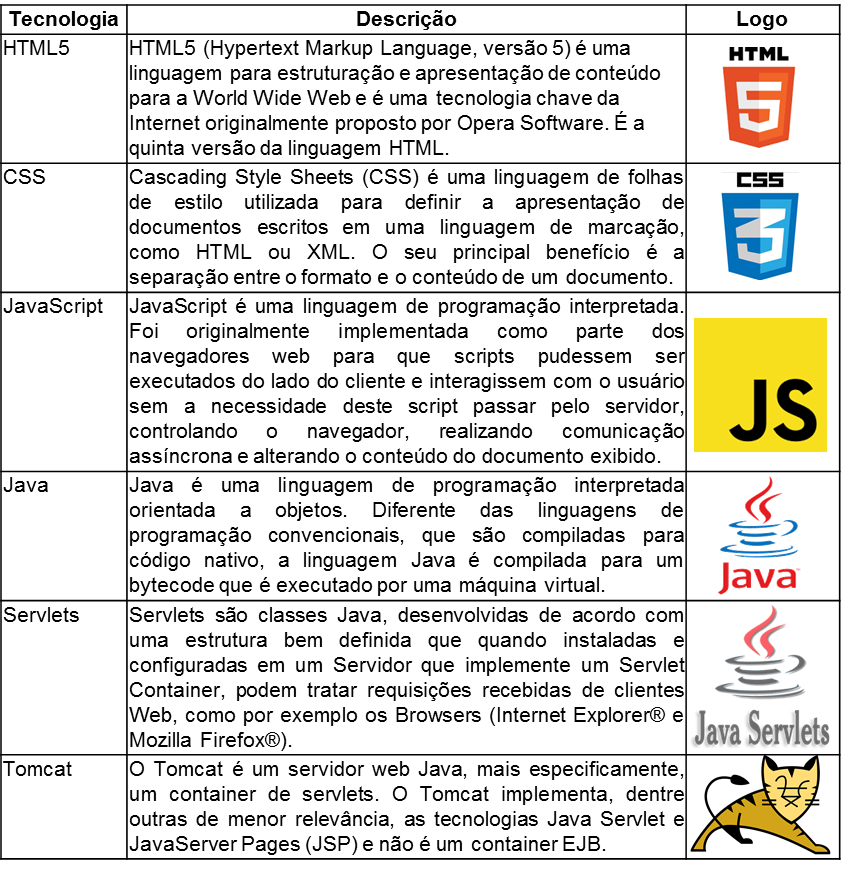 Tecnologia Descrição Logo
HTML5 HTML5 (Hypertext Markup Language, versão 5) é uma
linguagem para estruturação e apresentação de conteúdo
para a World Wide Web e é uma tecnologia chave da
Internet originalmente proposto por Opera Software. É a
quinta versão da linguagem HTML.
HTML
5
CSS Cascading Style Sheets (CSS) é uma linguagem de folhas
de estilo utilizada para definir a apresentação de
documentos escritos em uma linguagem de marcação,
como HTML ou XML. O seu principal benefício é a
separação entre o formato e o conteúdo de um documento.
CSS
3
JavaScript JavaScript é uma linguagem de programação interpretada.
Foi originalmente implementada como parte dos
navegadores web para que scripts pudessem ser
executados do lado do cliente e interagissem com o usuário
sem a necessidade deste script passar pelo servidor,
controlando o navegador, realizando comunicação
assíncrona e alterando o conteúdo do documento exibido.
JS
Java Java é uma linguagem de programação interpretada
orientada a objetos. Diferente das linguagens de
programação convencionais, que são compiladas para
código nativo, a linguagem Java é compilada para um
bytecode que é executado por uma máquina virtual.
Java
Servlets Servlets são classes Java, desenvolvidas de acordo com
uma estrutura bem definida que quando instaladas e
configuradas em um Servidor que implemente um Servlet
Container, podem tratar requisições recebidas de clientes
Web, como por exemplo os Browsers (Internet Explorer® e
Mozilla Firefox®).
Java Servlets
Tomcat O Tomcat é um servidor web Java, mais especificamente,
um container de servlets. O Tomcat implementa, dentre
outras de menor relevância, as tecnologias Java Servlet e
JavaServer Pages (JSP) e não é um container EJB.